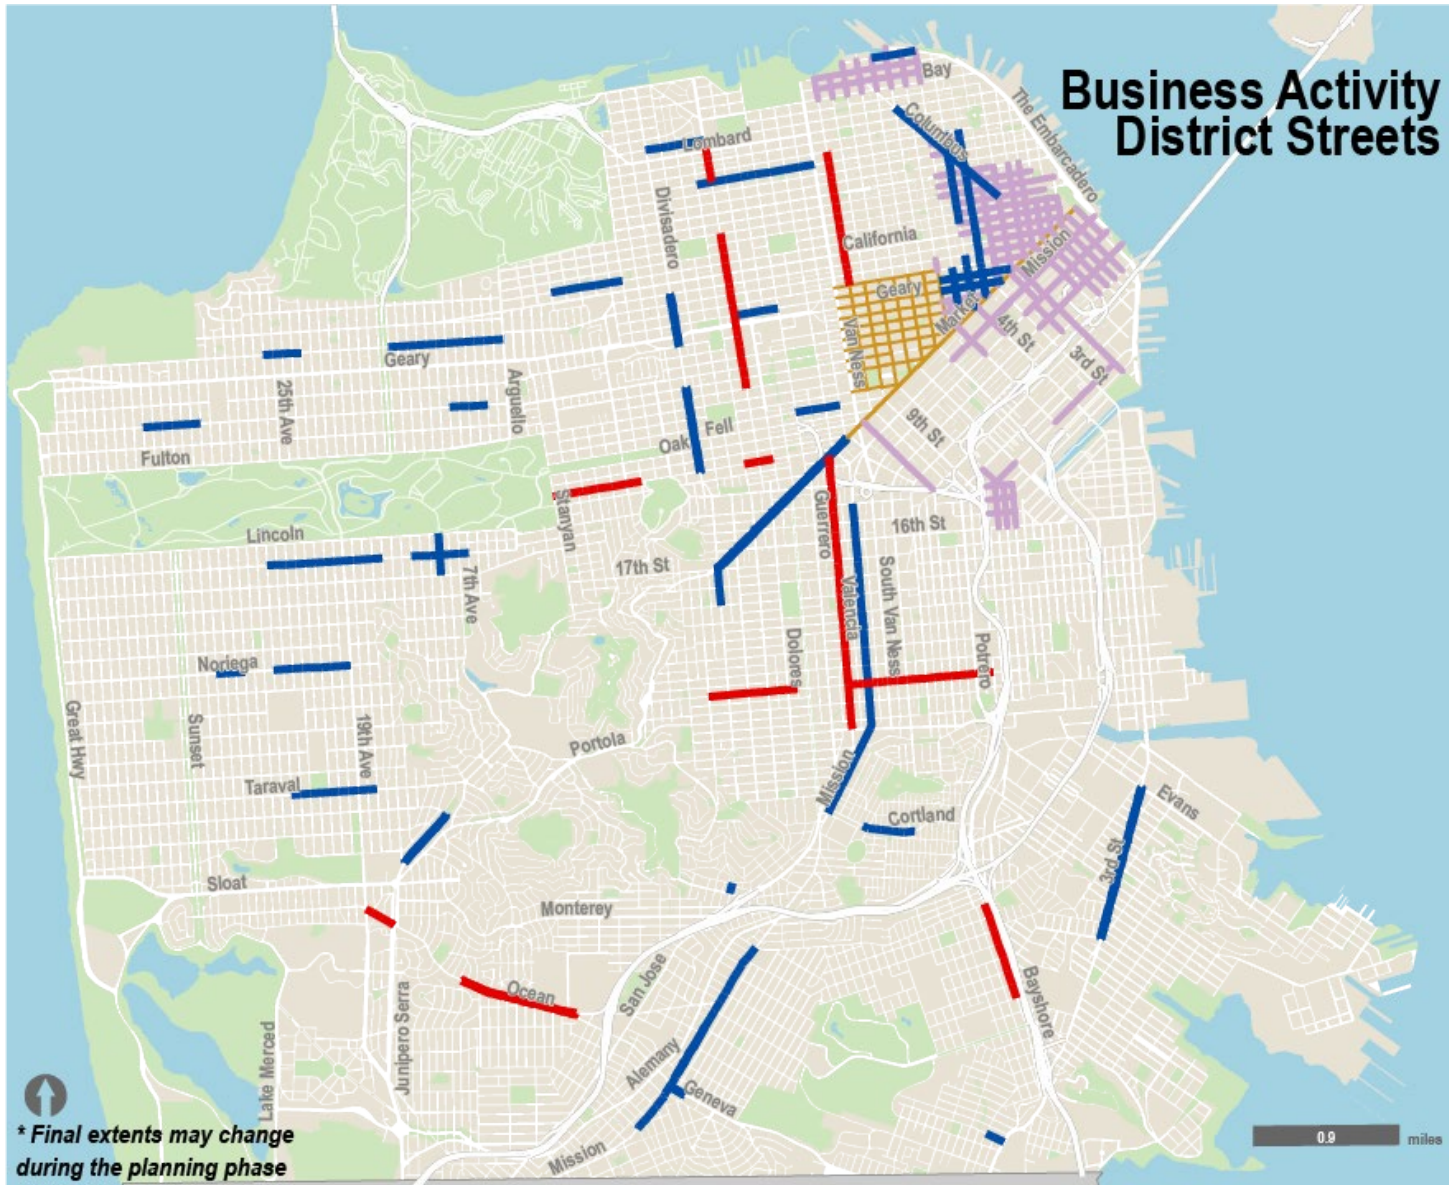 Business Activity
District Streets
Bay
The Embarcadero
Columbus
Lombard
Divisadero
California
Mission
Geary
Market
Van Ness
4th St
3rd St
Geary
25th Ave
Arguello
9th St
Fell
Oak
Fulton
Stanyan
Guerrero
16th St
Lincoln
17th St
7th Ave
Valencia
South Van Ness
Dolores
Potrero
Noriega
Great Hwy
Sunset
19th Ave
Portola
Mission
Taraval
Cortland
Evans
3rd St
Sloat
Monterey
Ocean
San Jose
Bayshore
Junipero Serra
Lake Merced
Alemany
Geneva
Mission
* Final extents may change
during the planning phase
0.9 miles